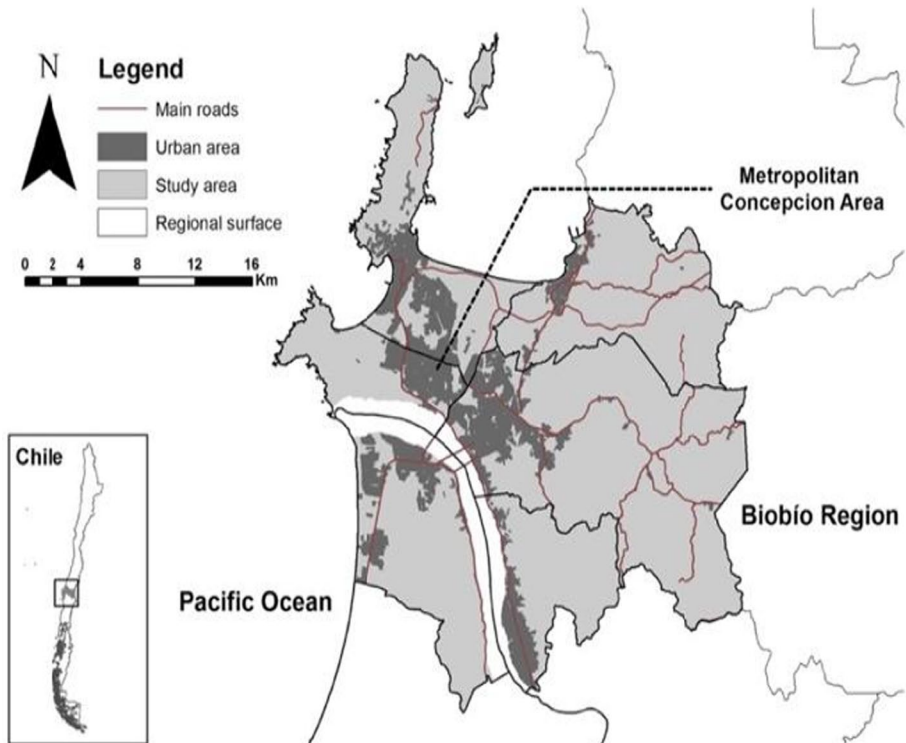 N
Legend
Main roads
Urban area
Study area
Regional surface
0 2 4 8 12 16
Km
Metropolitan
Concepcion Area
Chile
Biobío Region
Pacific Ocean